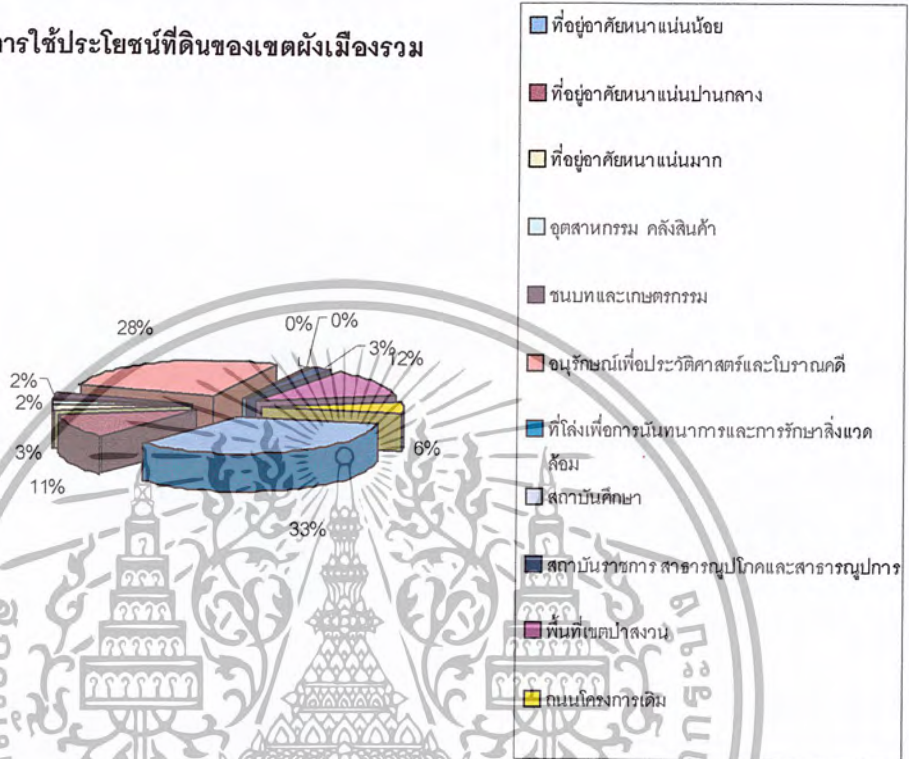 ารใช้ประโยชน์ที่ดินของเขตผังเมืองรวม
ที่อยู่อาศัยหนาแน่นน้อย
ที่อยู่อาศัยหนาแน่นปานกลาง
ที่อยู่อาศัยหนาแน่นมาก
อุตสาหกรรม คลังสินค้า
ชนบทและเกษตรกรรม
อนุรักษณ์เพื่อประวัติศาสตร์และโบราณคดี
ที่โล่งเพื่อการนันทนาการและการรักษาสิ่งแวด
ล้อม
สถาบันศึกษา
สถาบันราชการ สาธารณูปโภคและสาธารณูปการ
พื้นที่เขตป่าสงวน
ถนนโครงการเดิม
28%
0%
0%
3%
12%
2%
2%
3%
6%
11%
33%